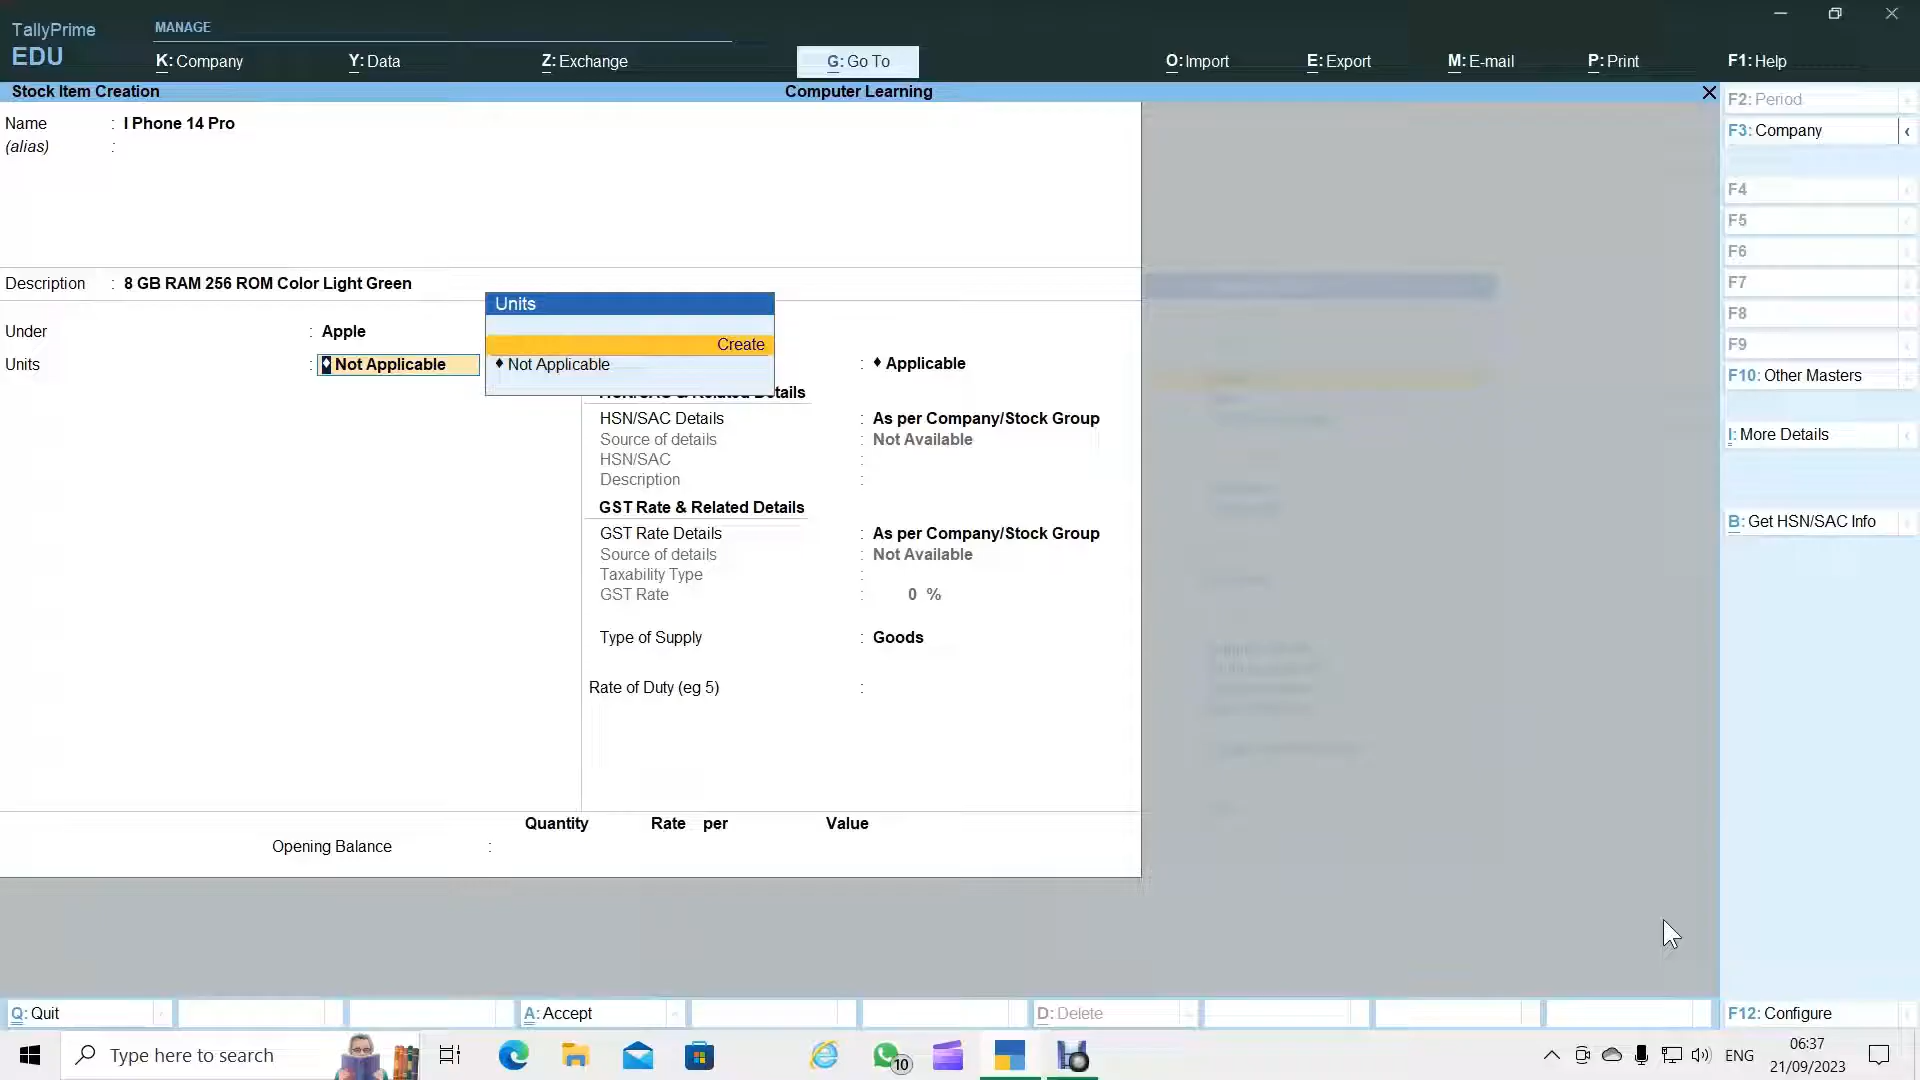 TallyPrime
EDU
MANAGE
K: Company
Y: Data
Z: Exchange
G: Go To
O: Import
E: Export
M: E-mail
P: Print
F1: Help
Stock Item Creation
Computer Learning
F2: Period
F3: Company
F4
F5
F6
F7
F8
F9
F10: Other Masters
I: More Details
B: Get HSN/SAC Info
F12: Configure
Name : I Phone 14 Pro
(alias) :
Description : 8 GB RAM 256 ROM Color Light Green
Under : Apple
Units : ♦ Not Applicable
Units
Create
♦ Not Applicable
: ♦ Applicable
HSN/SAC & Related Details
HSN/SAC Details : As per Company/Stock Group
Source of details : Not Available
HSN/SAC :
Description :
GST Rate & Related Details
GST Rate Details : As per Company/Stock Group
Source of details : Not Available
Taxability Type :
GST Rate : 0 %
Type of Supply : Goods
Rate of Duty (eg 5) :
Quantity Rate per Value
Opening Balance :
Q: Quit
A: Accept
D: Delete
Type here to search
10
ENG
06:37
21/09/2023